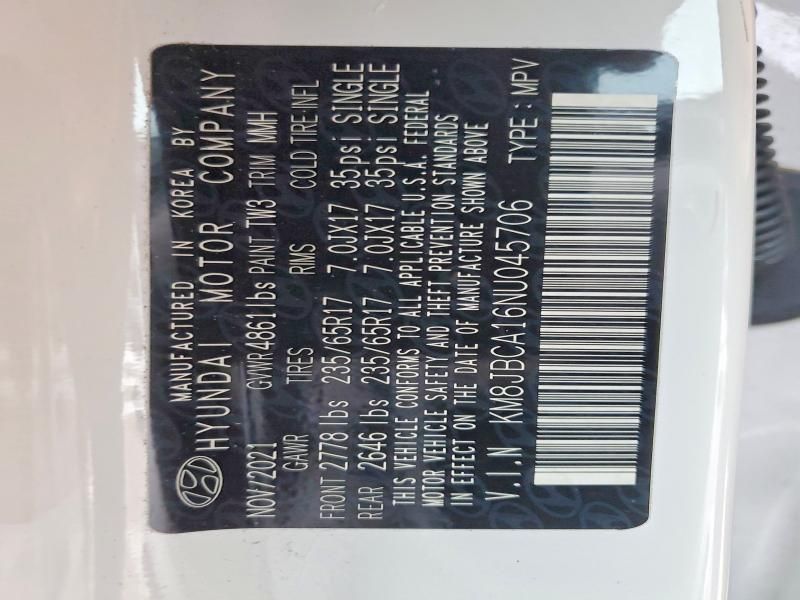 MANUFACTURED IN KOREA BY
HYUNDAI MOTOR COMPANY
NOV/2021 GVWR4861lbs PAINT TW3 TRIM MMH
GAWR TIRES RIMS COLD TIRE INFL
FRONT 2778 lbs 235/65R17 7.0JX17 35psi SINGLE
REAR 2646 lbs 235/65R17 7.0JX17 35psi SINGLE
THIS VEHICLE CONFORMS TO ALL APPLICABLE U.S.A. FEDERAL
MOTOR VEHICLE SAFETY AND THEFT PREVENTION STANDARDS
IN EFFECT ON THE DATE OF MANUFACTURE SHOWN ABOVE
V.I.N KM8JBCA16NU045706 TYPE : MPV